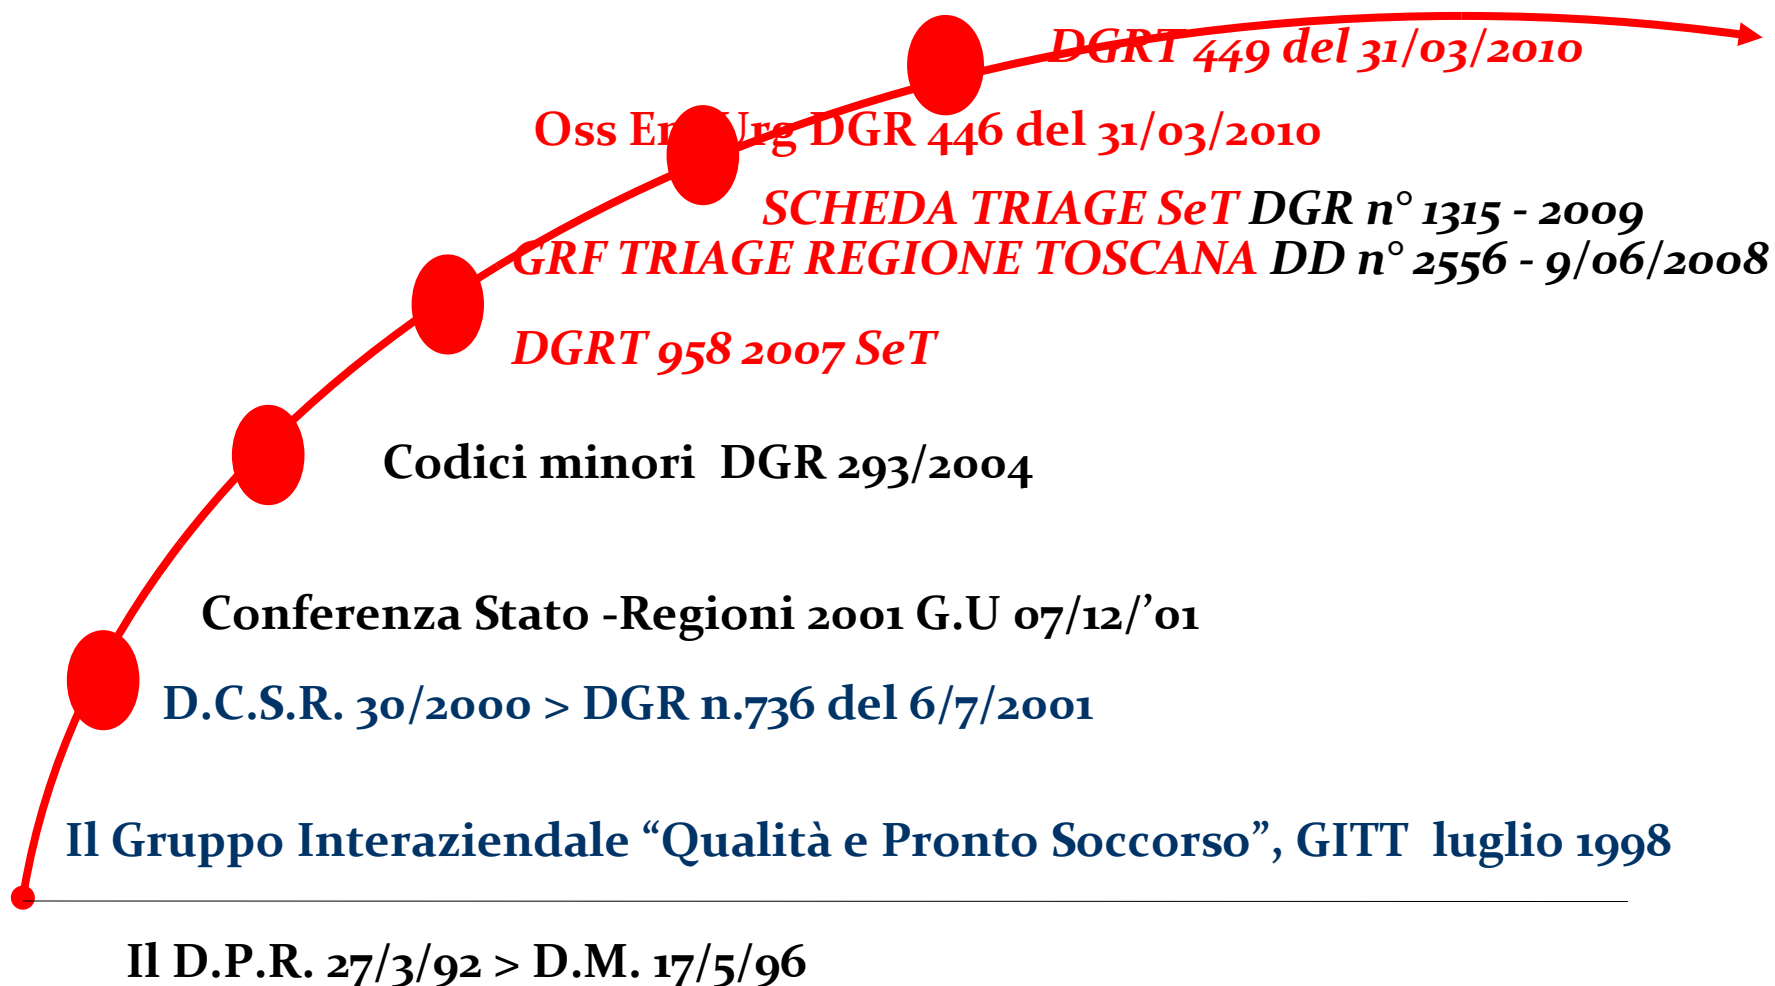 DGRT 449 del 31/03/2010
Oss Urg DGR 446 del 31/03/2010
SCHEDA TRIAGE SeT DGR n° 1315 - 2009
GRF TRIAGE REGIONE TOSCANA DD n° 2556 - 9/06/2008
DGRT 958 2007 SeT
Codici minori DGR 293/2004
Conferenza Stato -Regioni 2001 G.U 07/12/’01
D.C.S.R. 30/2000 > DGR n.736 del 6/7/2001
Il Gruppo Interaziendale “Qualità e Pronto Soccorso”, GITT luglio 1998
Il D.P.R. 27/3/92 > D.M. 17/5/96